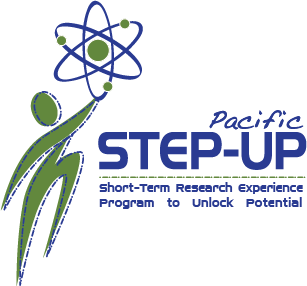 Pacific
STEP-UP
Short-Term Research Experience
Program to Unlock Potential